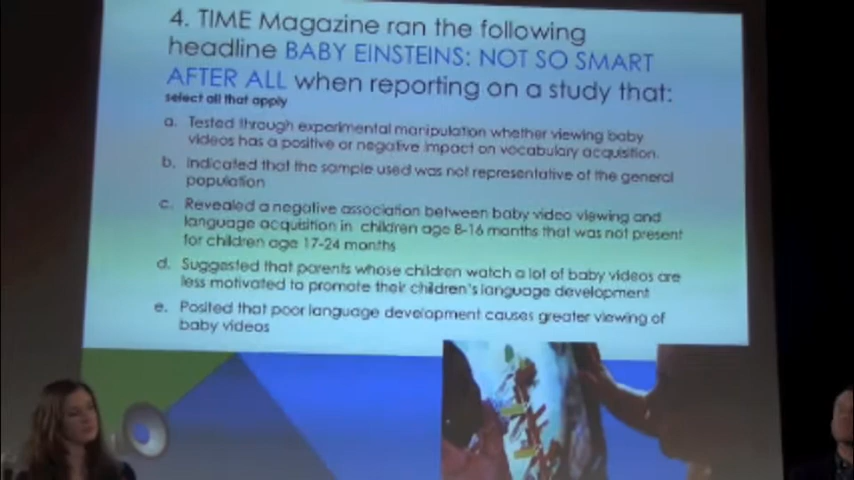 4. TIME Magazine ran the following
headline BABY EINSTEINS: NOT SO SMART
AFTER ALL when reporting on a study that:
select all that apply
a. Tested through experimental manipulation whether viewing baby
videos has a positive or negative impact on vocabulary acquisition.
b. Indicated that the sample used was not representative of the general
population
c. Revealed a negative association between baby video viewing and
language acquisition in children age 8-16 months that was not present
for children age 17-24 months
d. Suggested that parents whose children watch a lot of baby videos are
less motivated to promote their children's language development
e. Posited that poor language development causes greater viewing of
baby videos